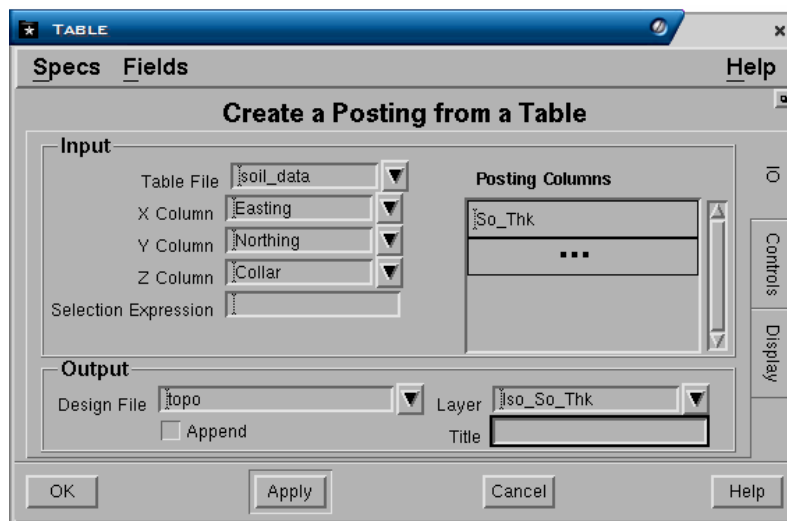 TABLE
Specs Fields Help
Create a Posting from a Table
Input
Table File soil_data
X Column Easting
Y Column Northing
Z Column Collar
Selection Expression
Posting Columns
So_Thk
...
IO
Controls
Display
Output
Design File topo
Layer Iso_So_Thk
Append
Title
OK Apply Cancel Help